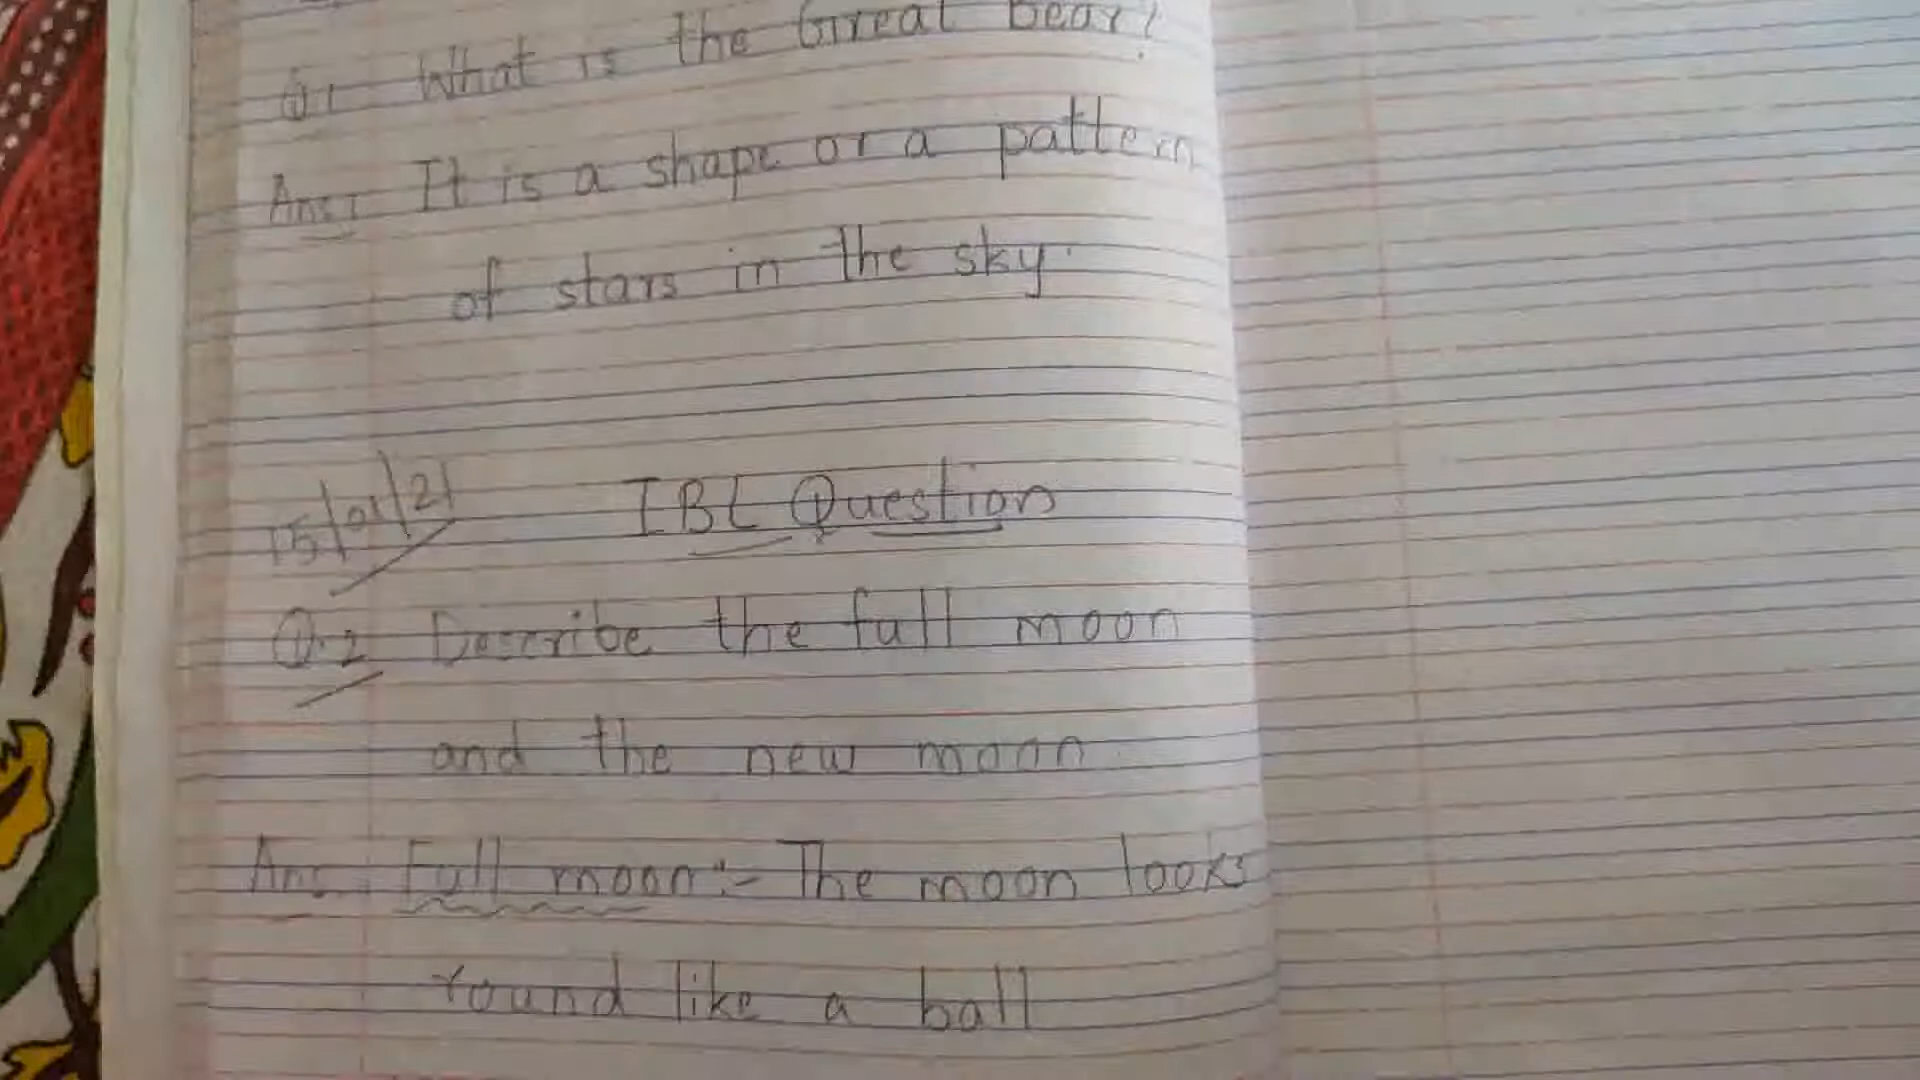 Q1 What is the Great Bear?
Ans: It is a shape or a pattern
of stars in the sky.
15/01/21 IBL Question
Q.2 Describe the full moon
and the new moon
Ans: Full moon:- The moon looks
round like a ball